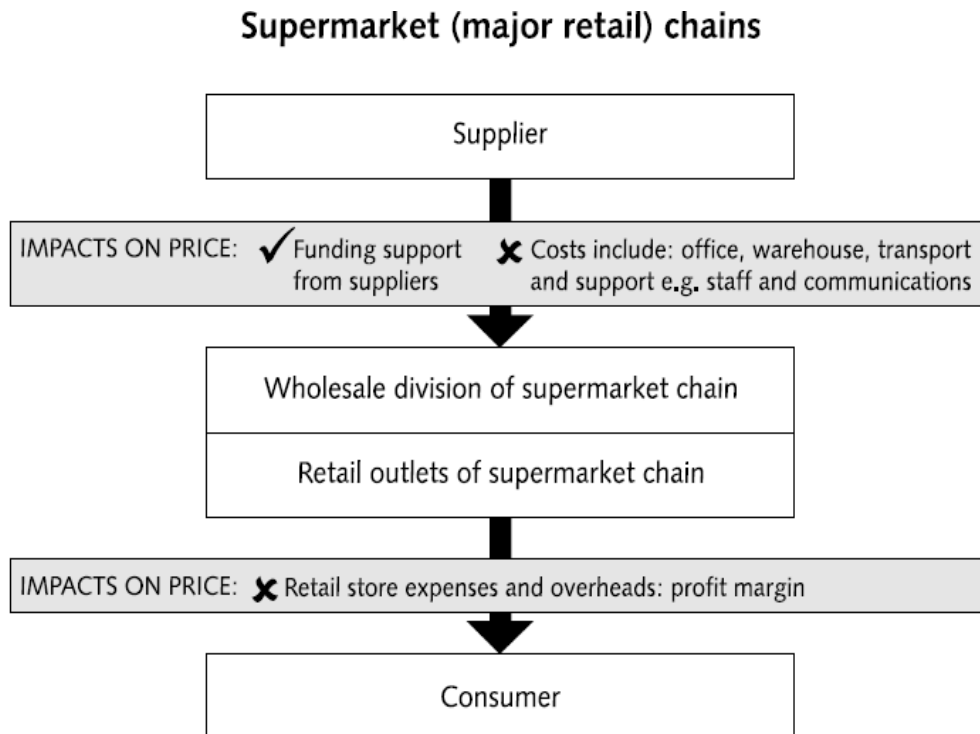 Supermarket (major retail) chains
Supplier
IMPACTS ON PRICE: ✓ Funding support ✗ Costs include: office, warehouse, transport
from suppliers and support e.g. staff and communications
Wholesale division of supermarket chain
Retail outlets of supermarket chain
IMPACTS ON PRICE: ✗ Retail store expenses and overheads: profit margin
Consumer